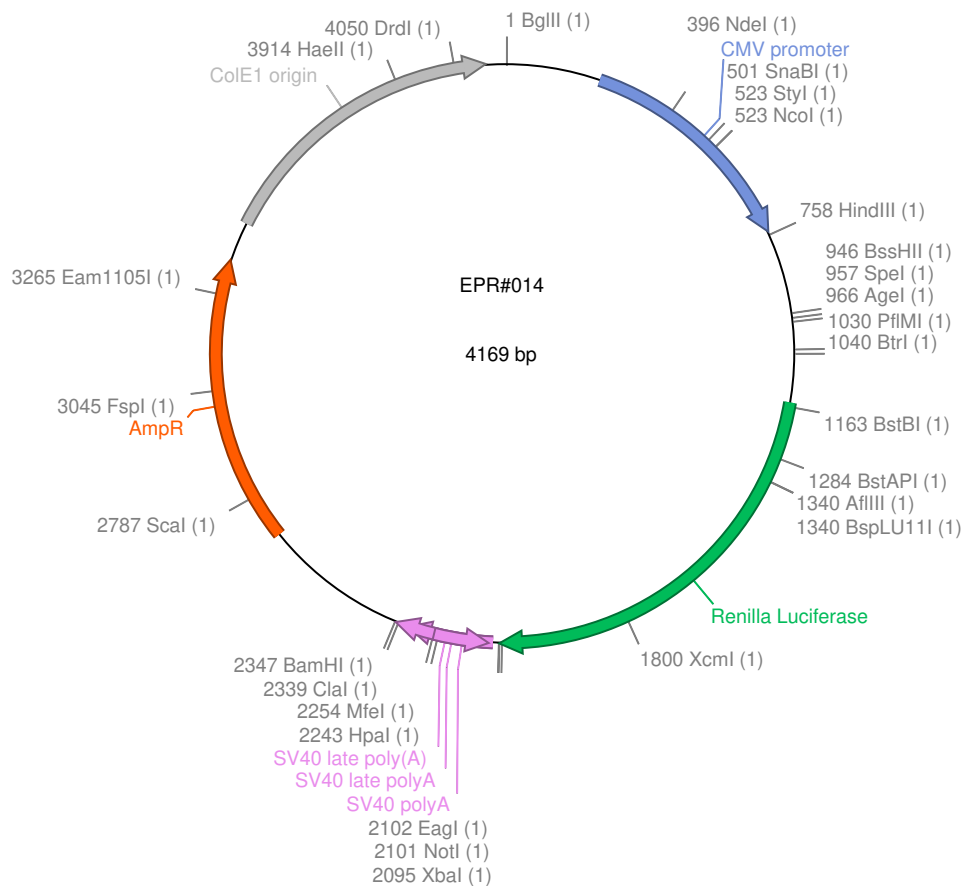 4050 DrdI (1)
3914 HaeII (1)
ColE1 origin
1 BglII (1)
396 NdeI (1)
CMV promoter
501 SnaBI (1)
523 StyI (1)
523 NcoI (1)
758 HindIII (1)
946 BssHII (1)
957 SpeI (1)
966 AgeI (1)
1030 PflMI (1)
1040 BtrI (1)
3265 Eam1105I (1)
EPR#014
4169 bp
3045 FspI (1)
AmpR
1163 BstBI (1)
1284 BstAPI (1)
1340 AflIII (1)
1340 BspLU11I (1)
2787 ScaI (1)
Renilla Luciferase
1800 XcmI (1)
2347 BamHI (1)
2339 ClaI (1)
2254 MfeI (1)
2243 HpaI (1)
SV40 late poly(A)
SV40 late polyA
SV40 polyA
2102 EagI (1)
2101 NotI (1)
2095 XbaI (1)